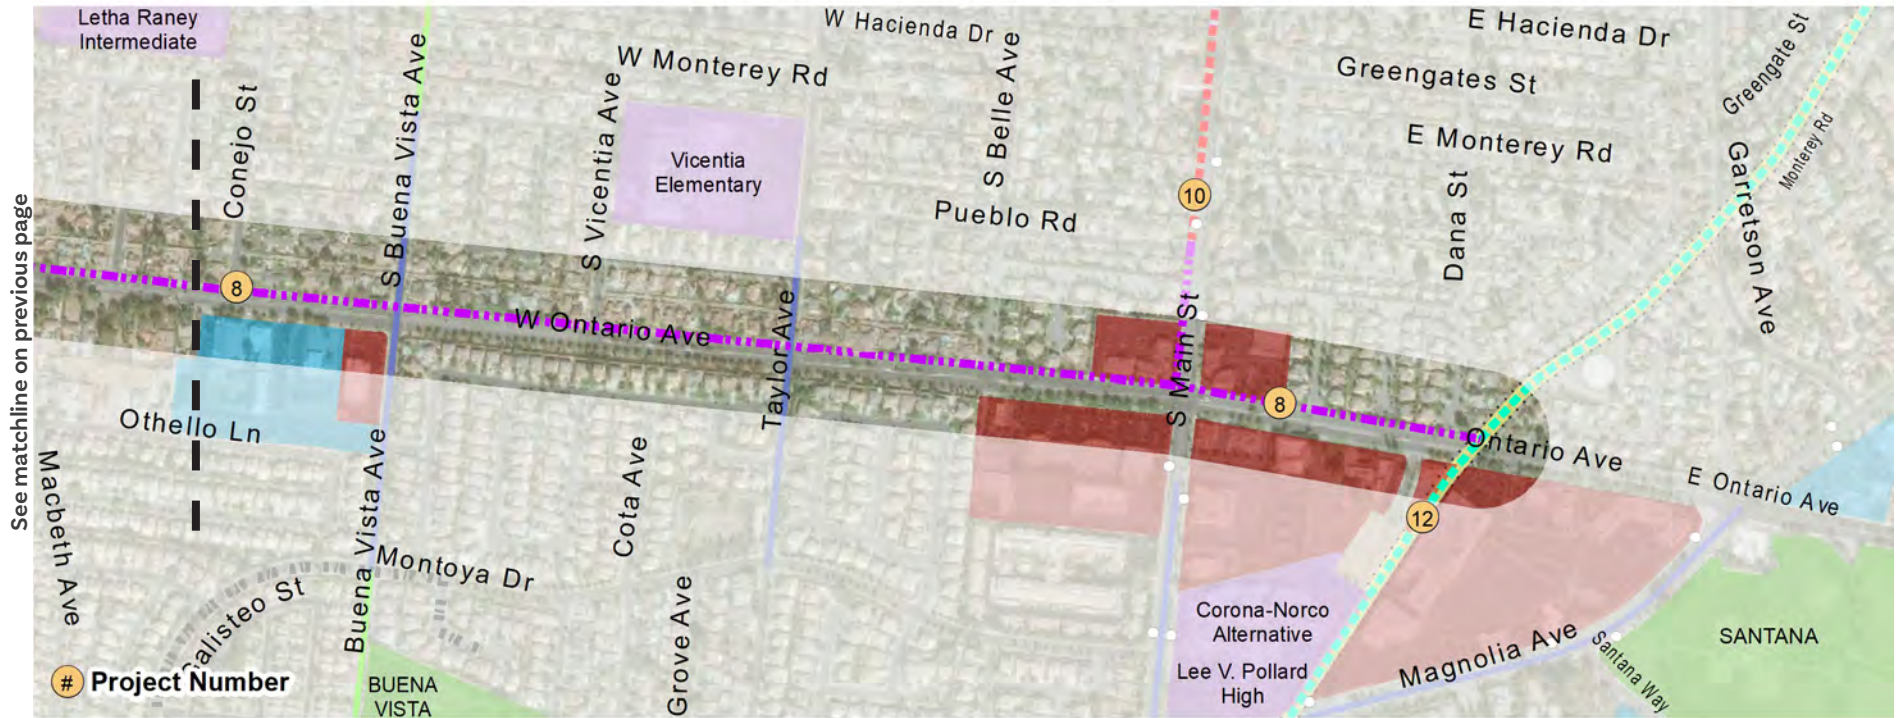 Letha Raney
Intermediate
W Hacienda Dr
E Hacienda Dr
Greengate St
W Monterey Rd
Greengates St
Conejo St
S Buena Vista Ave
S Vicentia Ave
S Belle Ave
E Monterey Rd
Monterey Rd
Vicentia
Elementary
Garretson Ave
10
Pueblo Rd
Dana St
See matchline on previous page
8
W Ontario Ave
Taylor Ave
S Main St
8
Othello Ln
Ontario Ave
E Ontario Ave
Macbeth Ave
Buena Vista Ave
Cota Ave
12
Montoya Dr
Calisteo St
Grove Ave
Corona-Norco
Alternative
Lee V. Pollard
High
Magnolia Ave
Santana Way
SANTANA
# Project Number
BUENA
VISTA